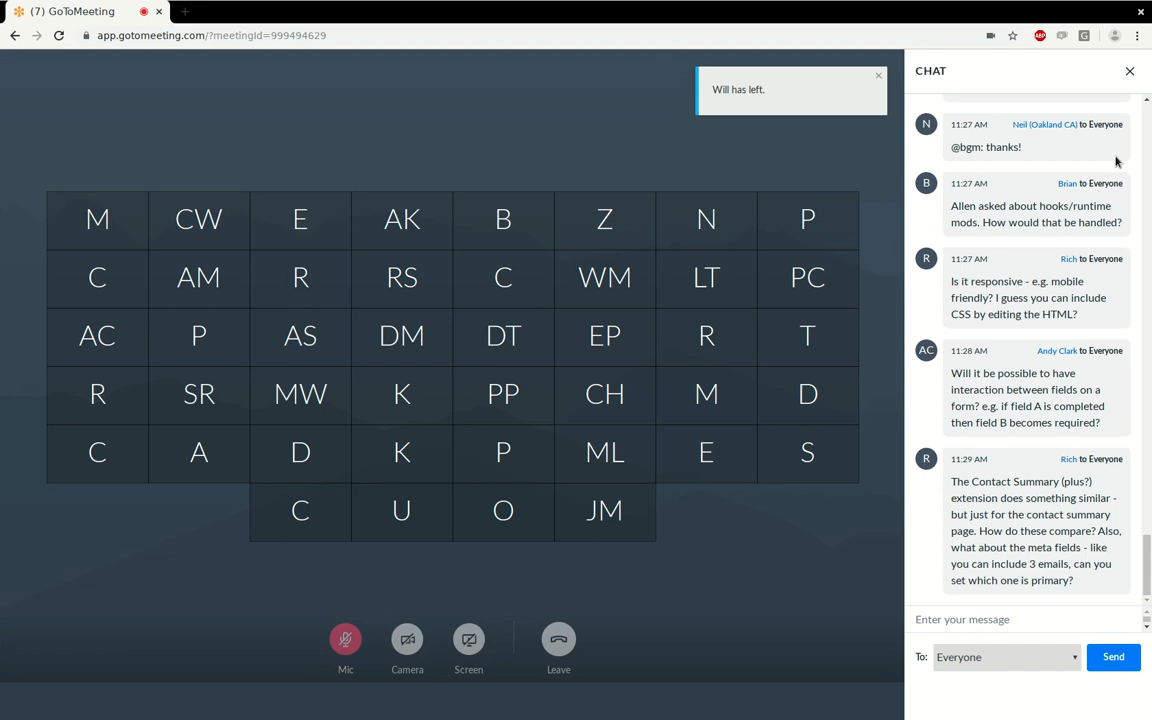 (7) GoToMeeting
app.gotomeeting.com/?meetingId=999494629
ABP
G
Will has left.
M CW E AK B Z N P
C AM R RS C WM LT PC
AC P AS DM DT EP R T
R SR MW K PP CH M D
C A D K P ML E S
C U O JM
Mic Camera Screen Leave
CHAT
N 11:27 AM Neil (Oakland CA) to Everyone
@bgm: thanks!
B 11:27 AM Brian to Everyone
Allen asked about hooks/runtime
mods. How would that be handled?
R 11:27 AM Rich to Everyone
Is it responsive - e.g. mobile
friendly? I guess you can include
CSS by editing the HTML?
AC 11:28 AM Andy Clark to Everyone
Will it be possible to have
interaction between fields on a
form? e.g. if field A is completed
then field B becomes required?
R 11:29 AM Rich to Everyone
The Contact Summary (plus?)
extension does something similar -
but just for the contact summary
page. How do these compare? Also,
what about the meta fields - like
you can include 3 emails, can you
set which one is primary?
Enter your message
To: Everyone Send